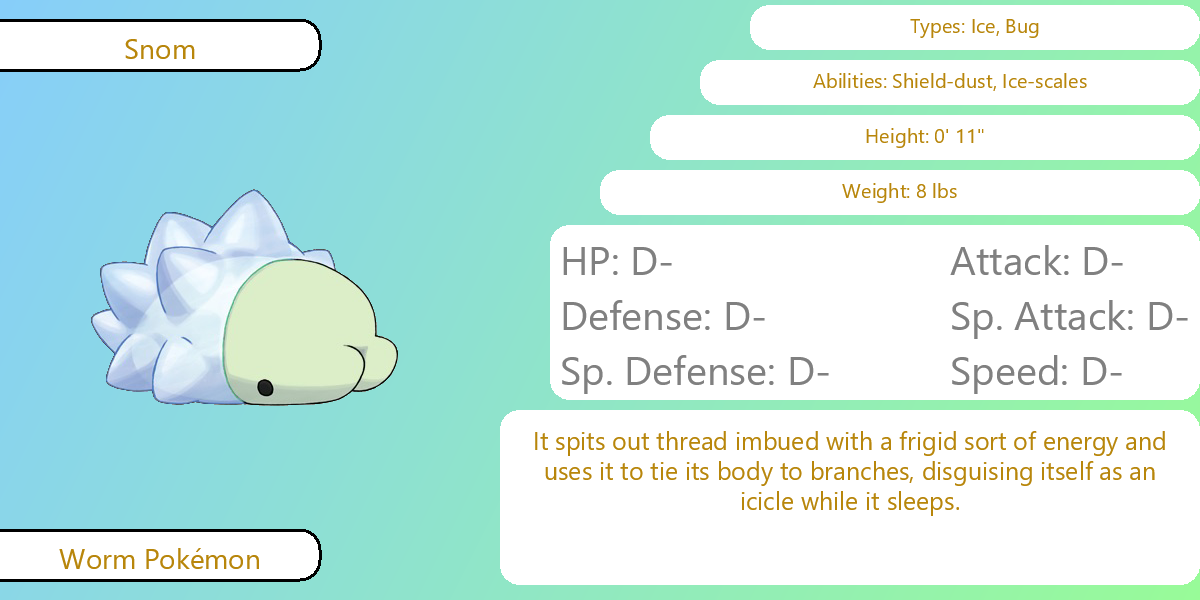 Snom
Types: Ice, Bug
Abilities: Shield-dust, Ice-scales
Height: 0' 11"
Weight: 8 lbs
HP: D-
Attack: D-
Defense: D-
Sp. Attack: D-
Sp. Defense: D-
Speed: D-
It spits out thread imbued with a frigid sort of energy and
uses it to tie its body to branches, disguising itself as an
icicle while it sleeps.
Worm Pokémon